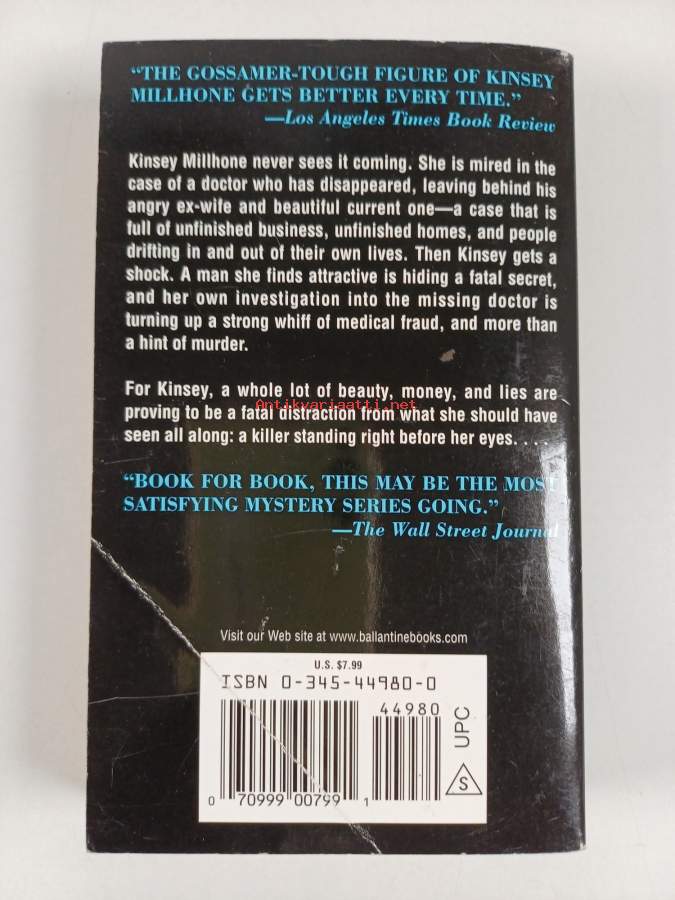 “THE GOSSAMER-TOUGH FIGURE OF KINSEY
MILLHONE GETS BETTER EVERY TIME.”
—Los Angeles Times Book Review
Kinsey Millhone never sees it coming. She is mired in the
case of a doctor who has disappeared, leaving behind his
angry ex-wife and beautiful current one—a case that is
full of unfinished business, unfinished homes, and people
drifting in and out of their own lives. Then Kinsey gets a
shock. A man she finds attractive is hiding a fatal secret,
and her own investigation into the missing doctor is
turning up a strong whiff of medical fraud, and more than
a hint of murder.
For Kinsey, a whole lot of beauty, money, and lies are
Antikvariaatti.net
proving to be a fatal distraction from what she should have
seen all along: a killer standing right before her eyes. . . .
“BOOK FOR BOOK, THIS MAY BE THE MOST
SATISFYING MYSTERY SERIES GOING.”
—The Wall Street Journal
Visit our Web site at www.ballantinebooks.com
U.S. $7.99
ISBN 0-345-44980-0
44980
0 70999 00799 1
S UPC